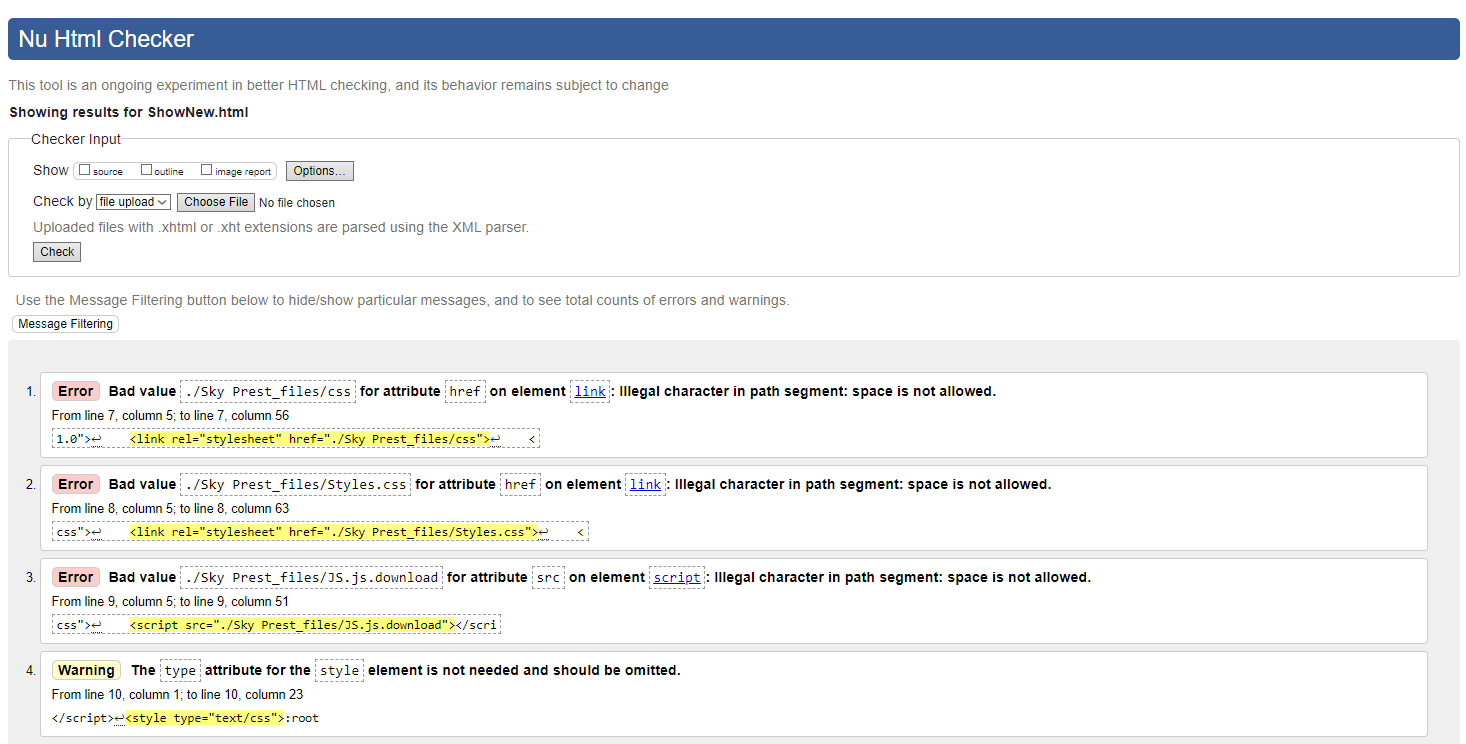 Nu Html Checker
This tool is an ongoing experiment in better HTML checking, and its behavior remains subject to change
Showing results for ShowNew.html
Checker Input
Show source outline image report Options...
Check by file upload Choose File No file chosen
Uploaded files with .xhtml or .xht extensions are parsed using the XML parser.
Check
Use the Message Filtering button below to hide/show particular messages, and to see total counts of errors and warnings.
Message Filtering
1. Error Bad value ./Sky Prest_files/css for attribute href on element link: Illegal character in path segment: space is not allowed.
From line 7, column 5; to line 7, column 56
1.0">↩ <link rel="stylesheet" href="./Sky Prest_files/css">↩ <
2. Error Bad value ./Sky Prest_files/Styles.css for attribute href on element link: Illegal character in path segment: space is not allowed.
From line 8, column 5; to line 8, column 63
css">↩ <link rel="stylesheet" href="./Sky Prest_files/Styles.css">↩ <
3. Error Bad value ./Sky Prest_files/JS.js.download for attribute src on element script: Illegal character in path segment: space is not allowed.
From line 9, column 5; to line 9, column 51
css">↩ <script src="./Sky Prest_files/JS.js.download"></scri
4. Warning The type attribute for the style element is not needed and should be omitted.
From line 10, column 1; to line 10, column 23
</script>↩<style type="text/css">:root